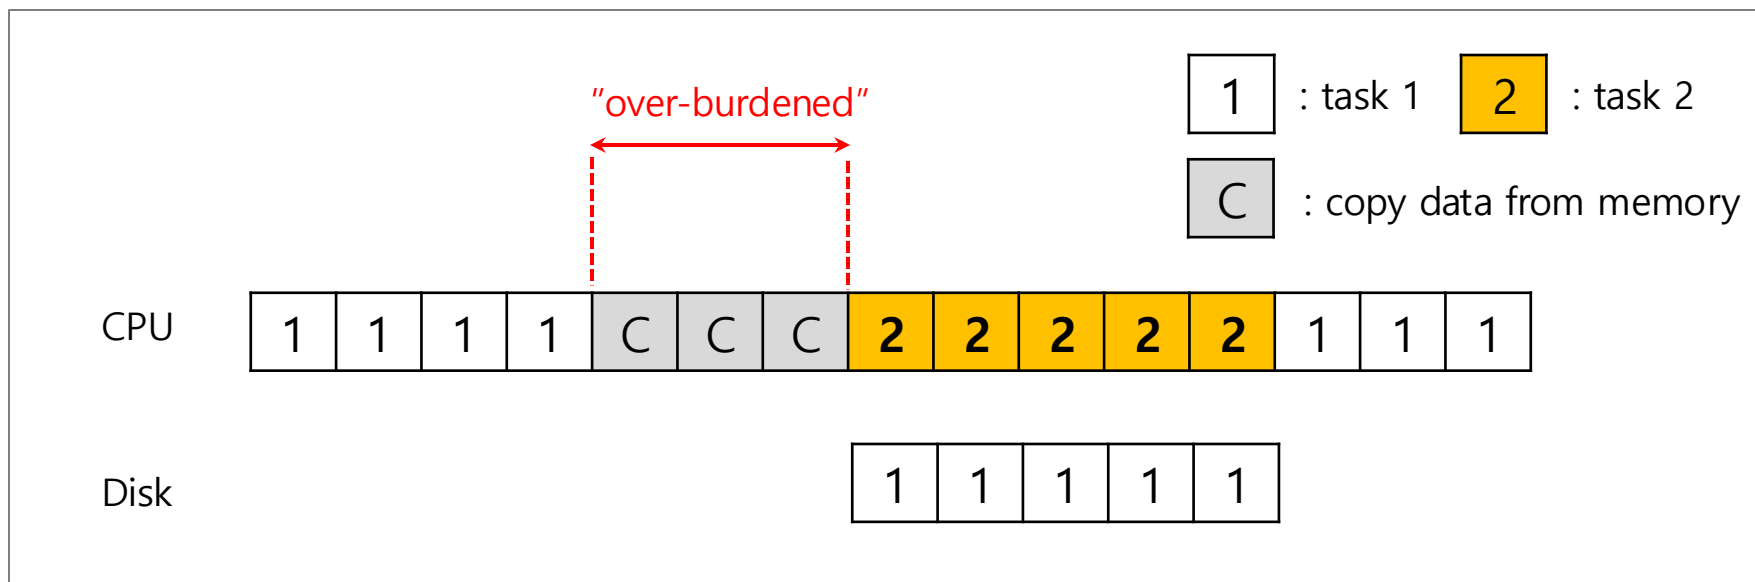 1 : task 1 2 : task 2
"over-burdened"
C : copy data from memory
CPU 1 1 1 1 C C C 2 2 2 2 2 1 1 1
Disk 1 1 1 1 1